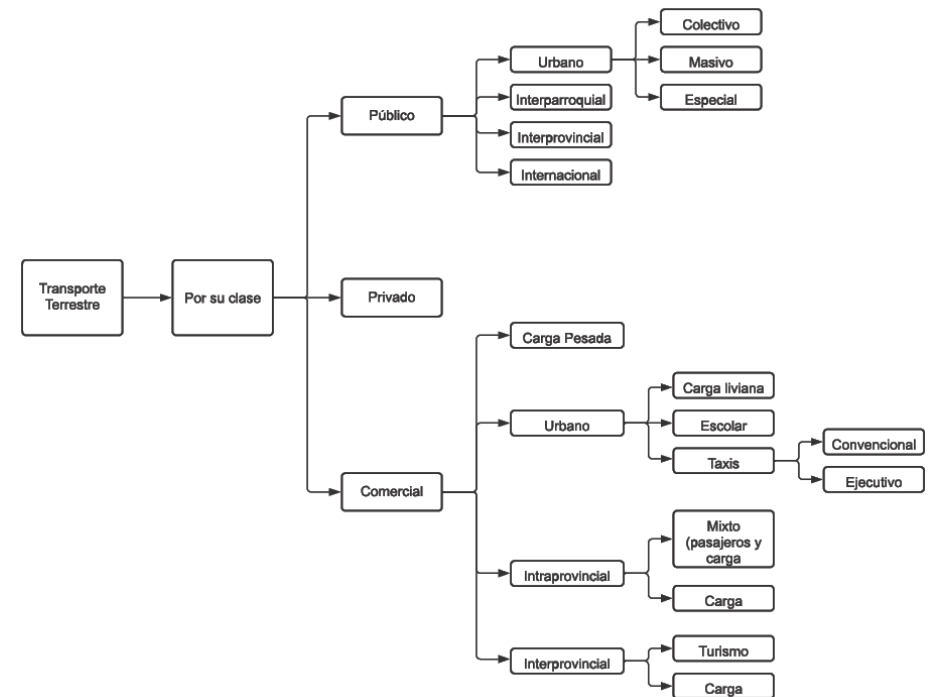 Transporte
Terrestre
Por su clase
Público
Urbano
Colectivo
Masivo
Especial
Interparroquial
Interprovincial
Internacional
Privado
Comercial
Carga Pesada
Urbano
Carga liviana
Escolar
Taxis
Convencional
Ejecutivo
Intraprovincial
Mixto
(pasajeros y
carga
Carga
Interprovincial
Turismo
Carga